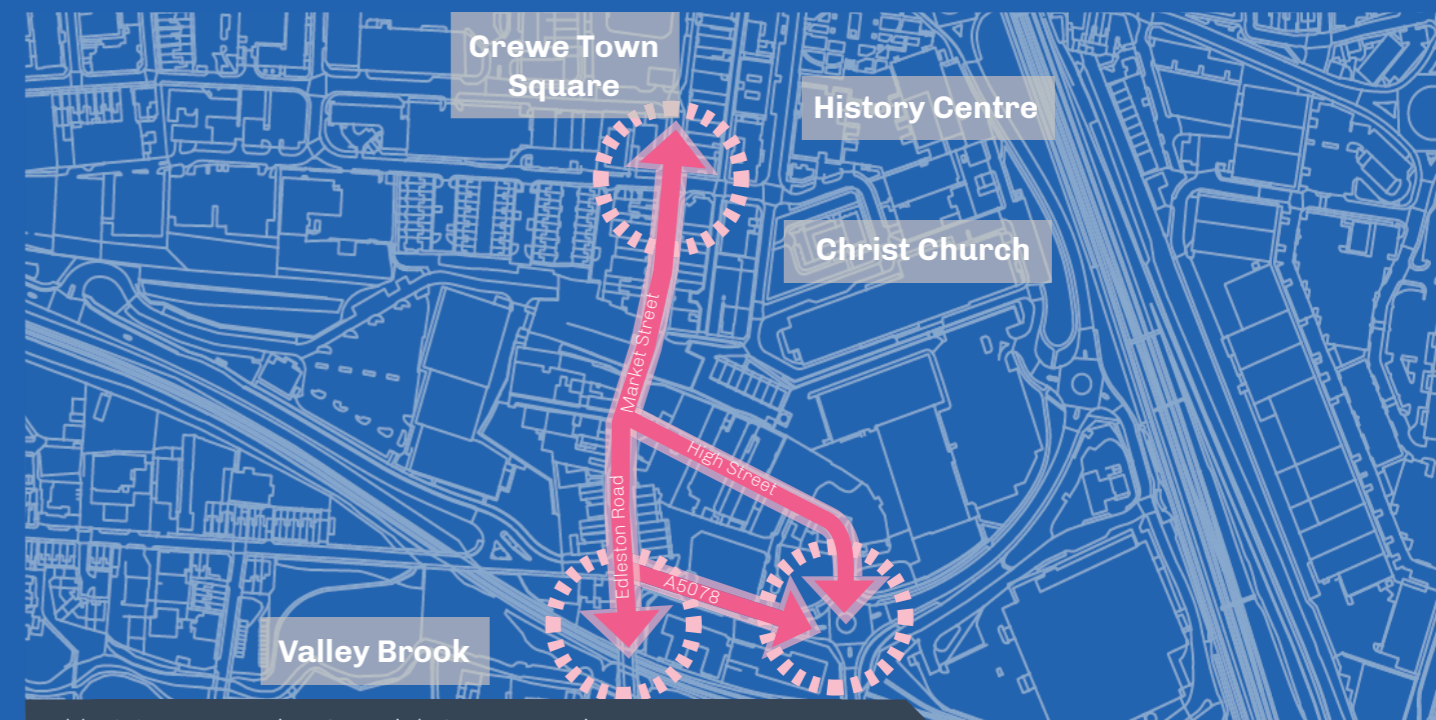 Crewe Town
Square
History Centre
Christ Church
Market Street
High Street
Edleston Road
A5078
Valley Brook